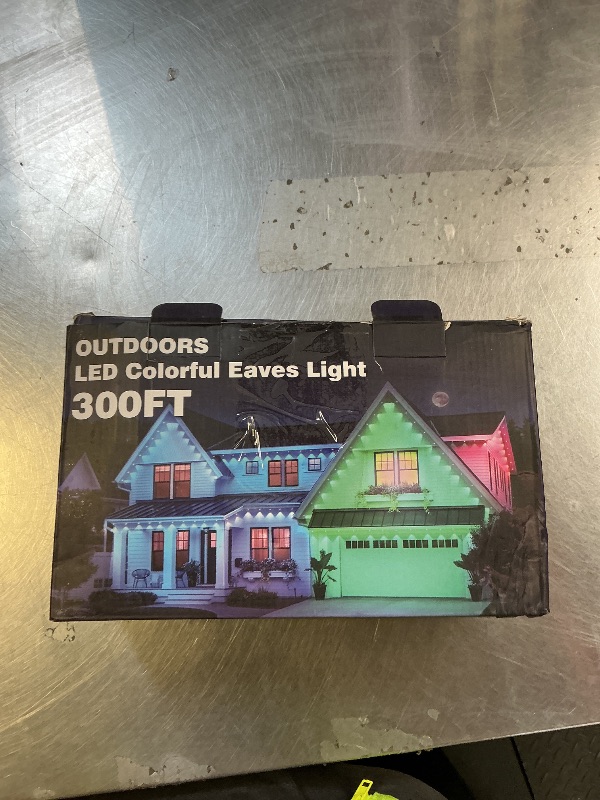 OUTDOORS
LED Colorful Eaves Light
300FT